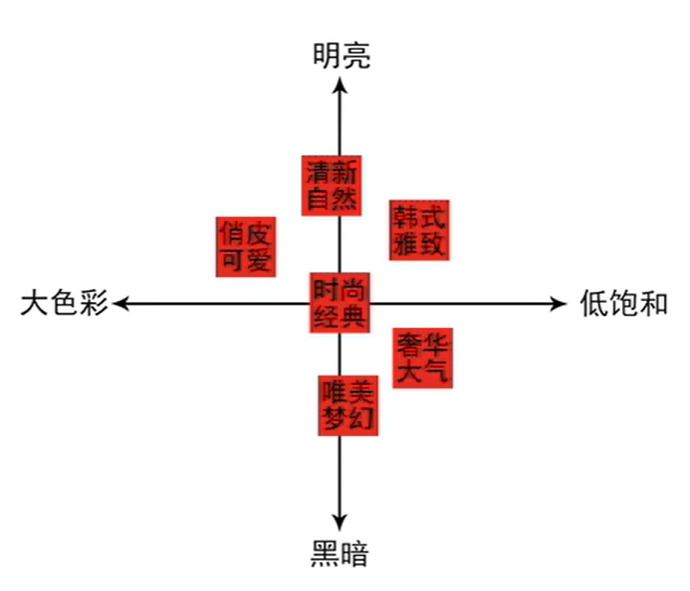 明亮
清新
自然
韩式
雅致
俏皮
可爱
大色彩
时尚
经典
低饱和
奢华
大气
唯美
梦幻
黑暗